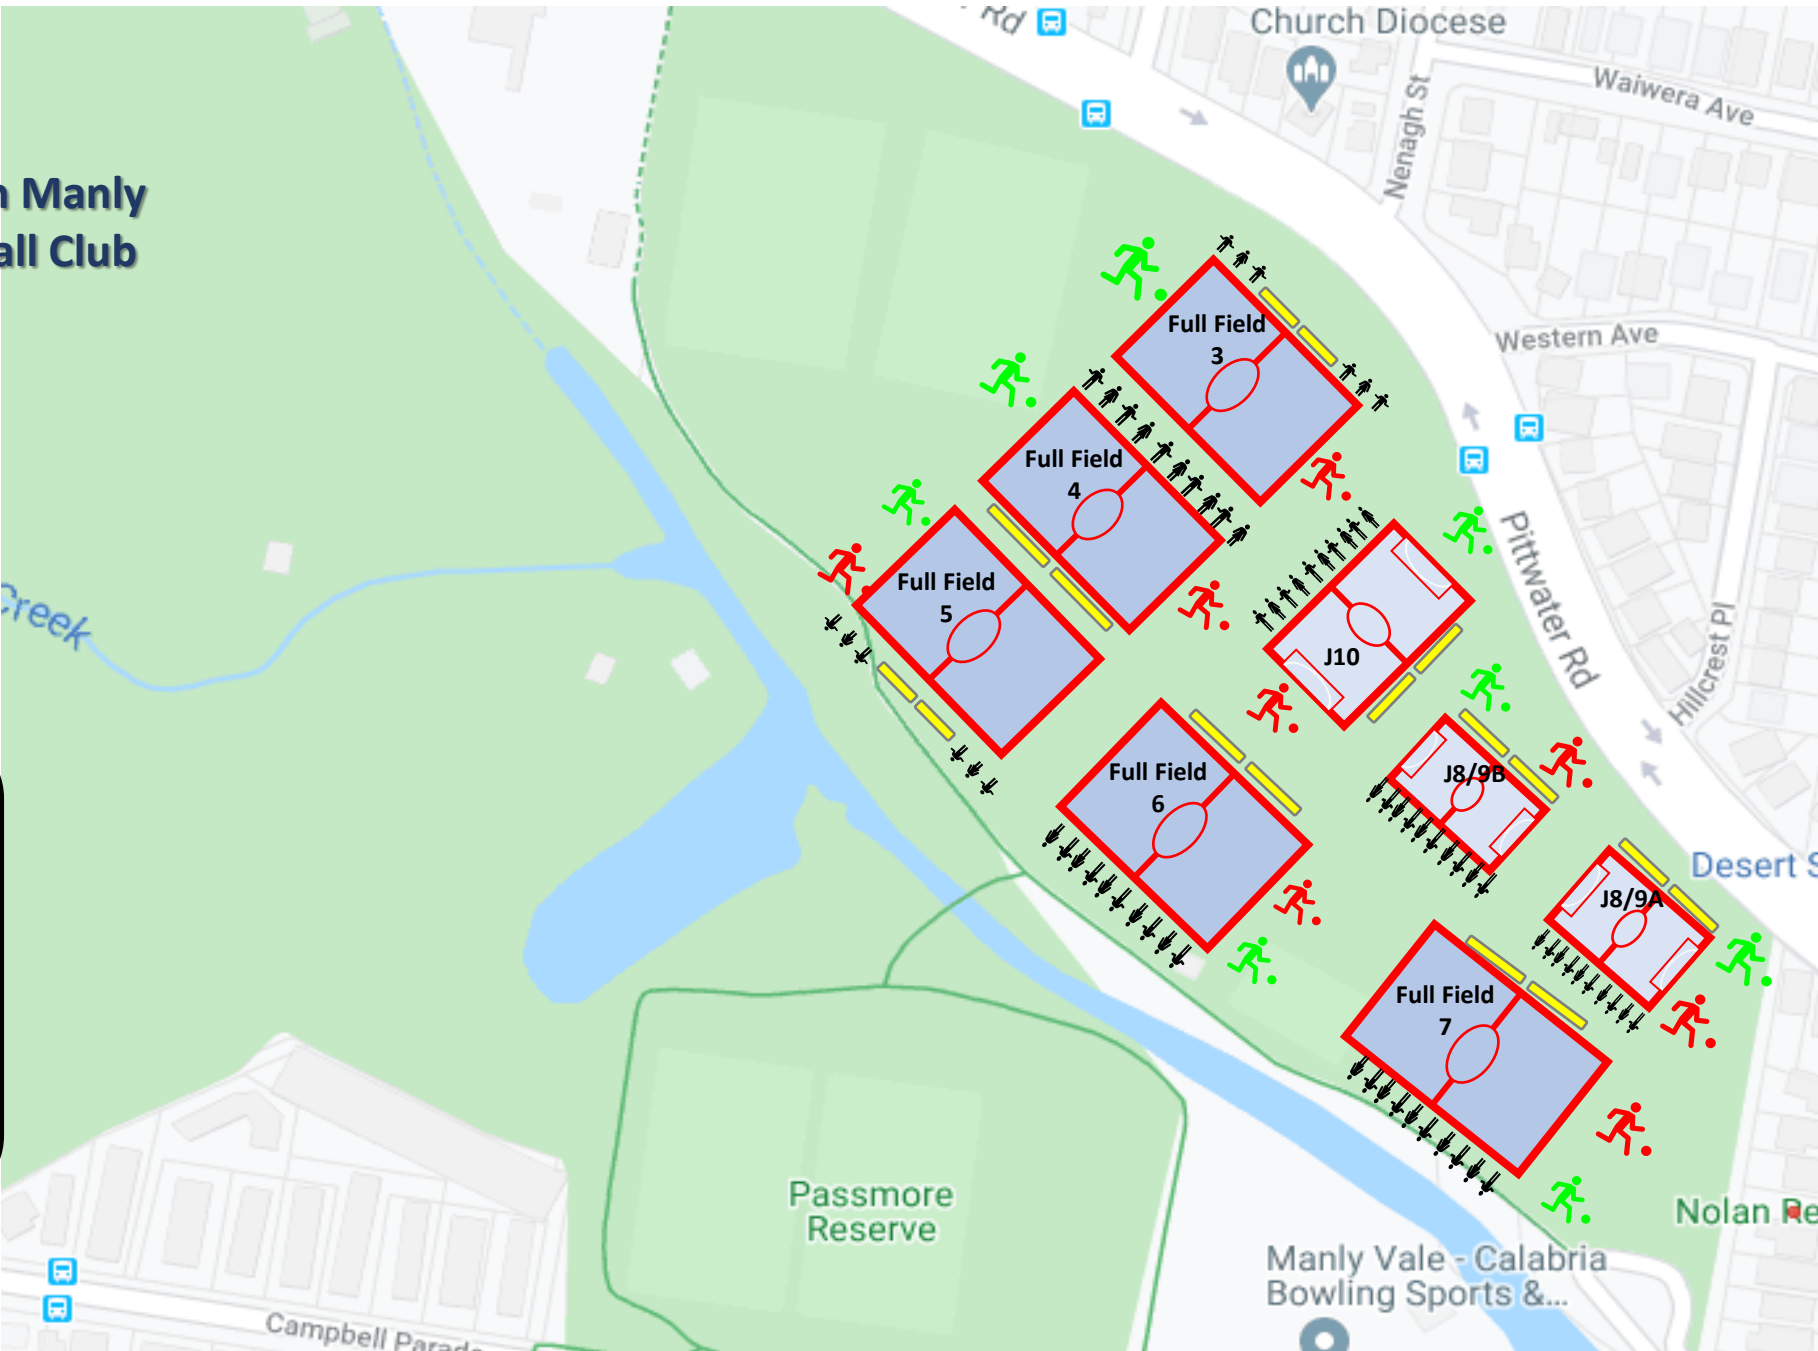 Rd
Church Diocese
Waiwera Ave
Nenagh St
Manly
all Club
Full Field
3
Western Ave
Full Field
4
Full Field
5
Pittwater Rd
Creek
J10
Hillcrest Pl
Full Field
6
J8/9B
Desert S
J8/9A
Full Field
7
Passmore
Reserve
Nolan Re
Manly Vale - Calabria
Bowling Sports &...
Campbell Parade